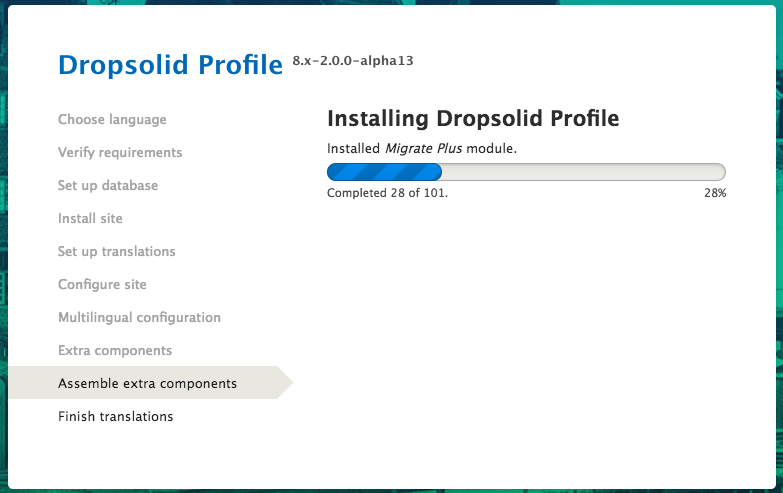 Dropsolid Profile 8.x-2.0.0-alpha13
Choose language
Verify requirements
Set up database
Install site
Set up translations
Configure site
Multilingual configuration
Extra components
Assemble extra components
Finish translations
Installing Dropsolid Profile
Installed Migrate Plus module.
Completed 28 of 101. 28%